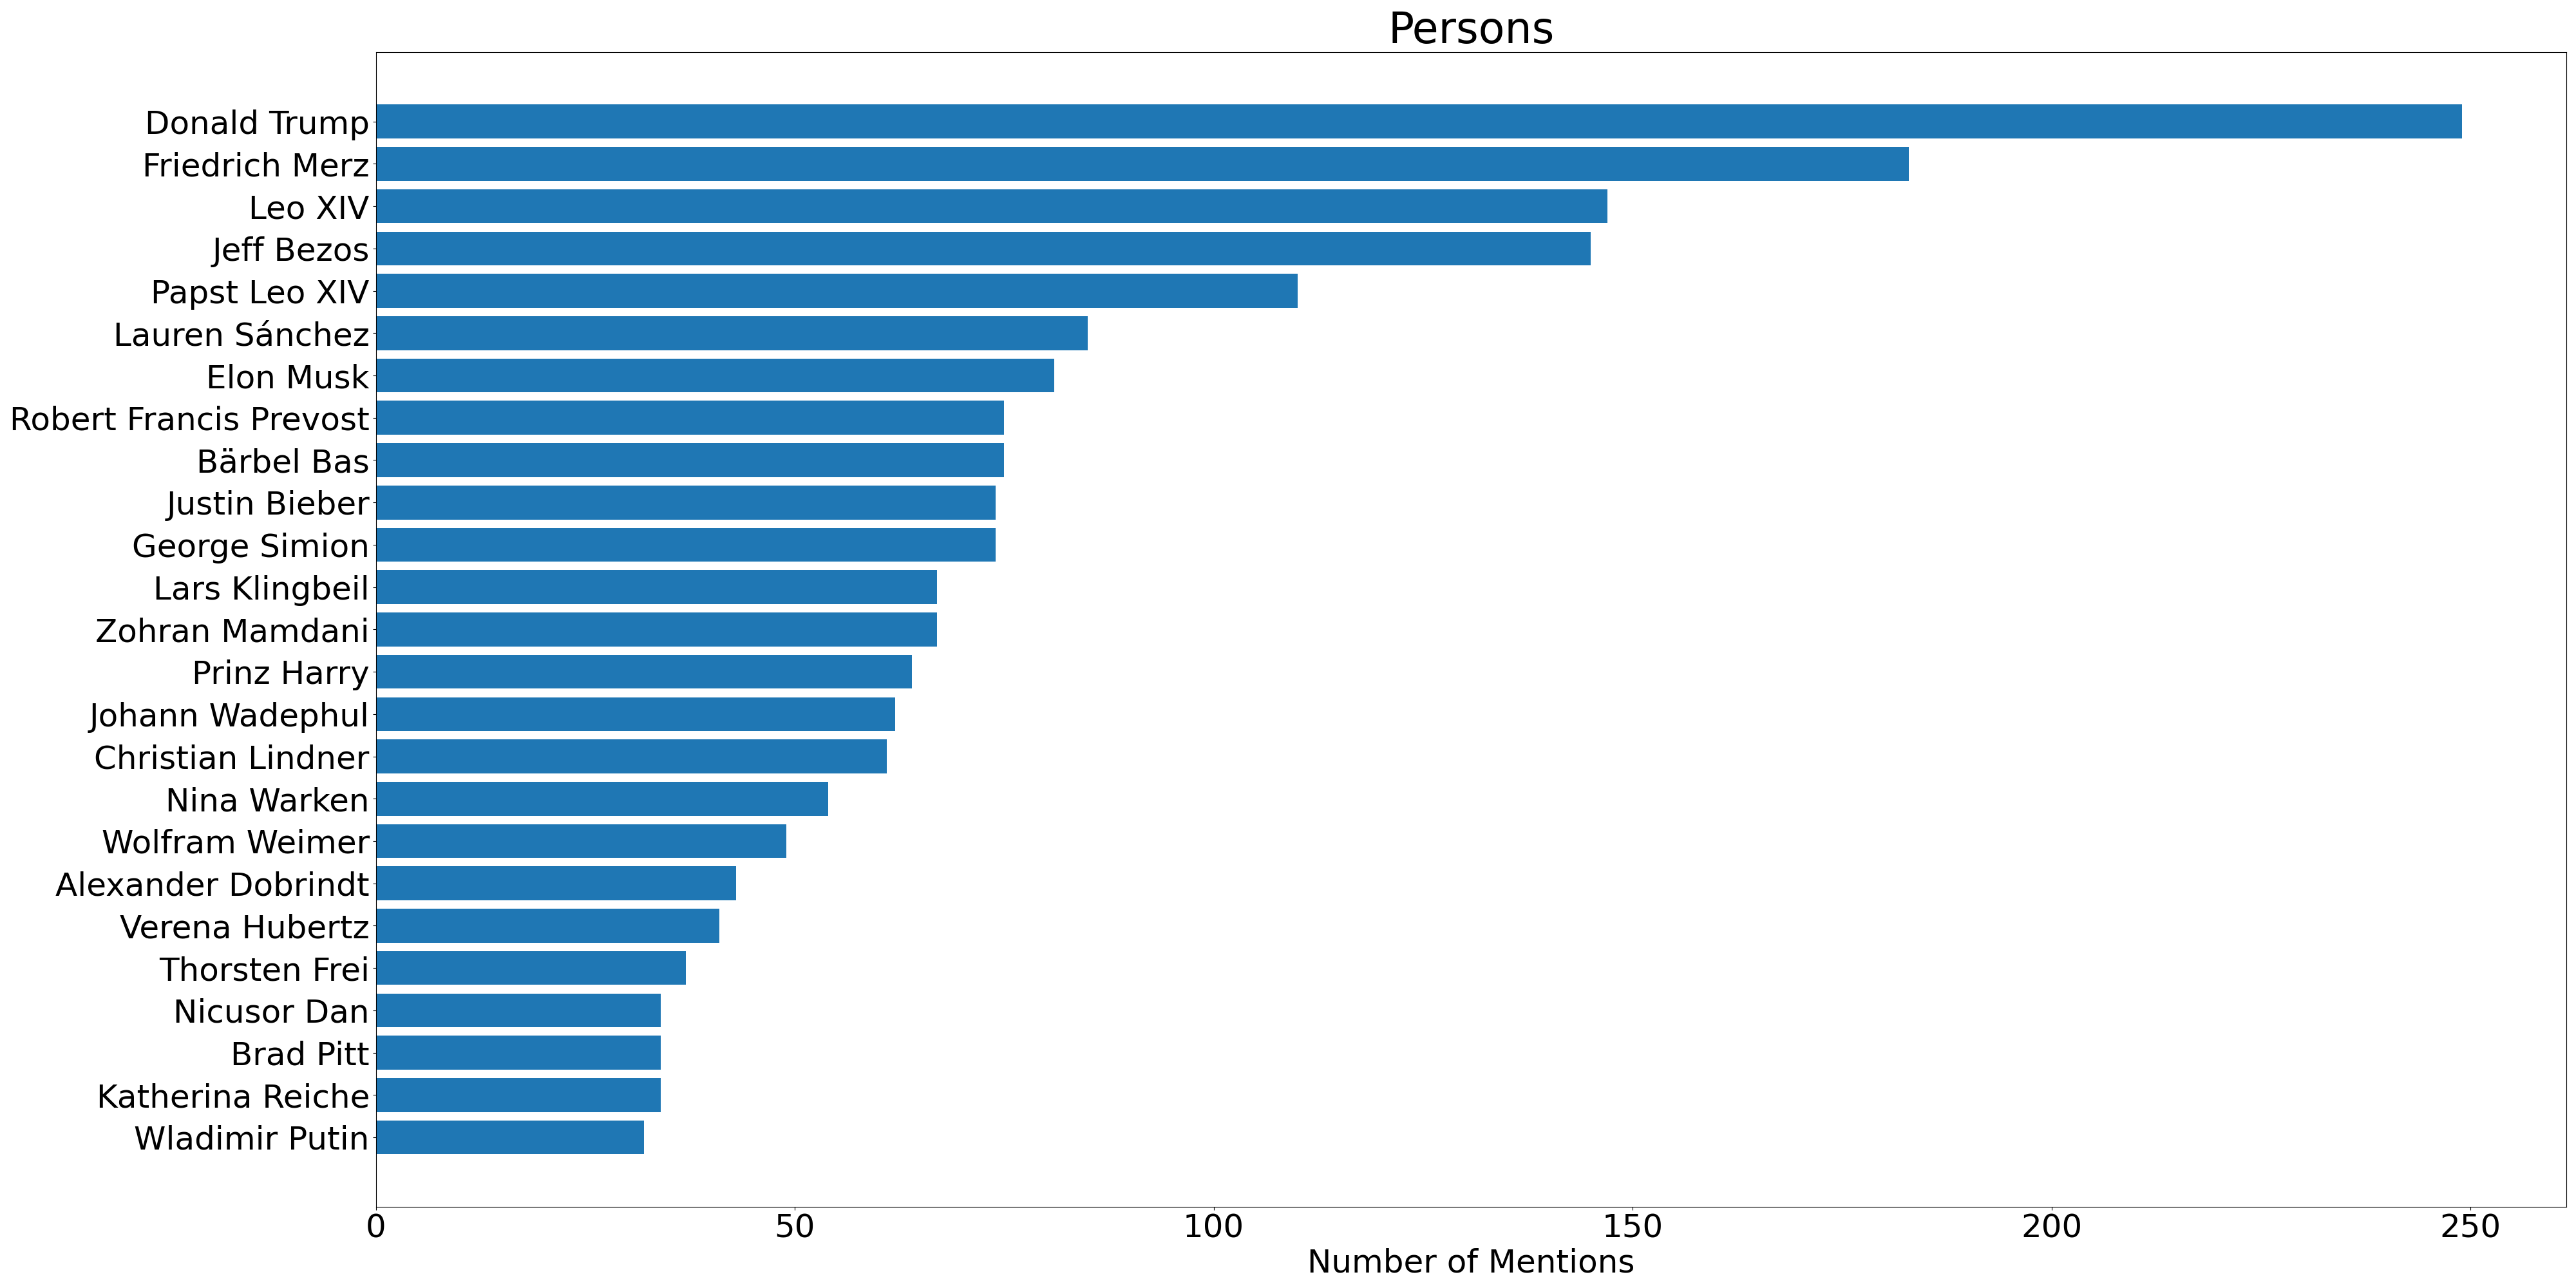 Persons
Donald Trump
Friedrich Merz
Leo XIV
Jeff Bezos
Papst Leo XIV
Lauren Sánchez
Elon Musk
Robert Francis Prevost
Bärbel Bas
Justin Bieber
George Simion
Lars Klingbeil
Zohran Mamdani
Prinz Harry
Johann Wadephul
Christian Lindner
Nina Warken
Wolfram Weimer
Alexander Dobrindt
Verena Hubertz
Thorsten Frei
Nicusor Dan
Brad Pitt
Katherina Reiche
Wladimir Putin
0 50 100 150 200 250
Number of Mentions